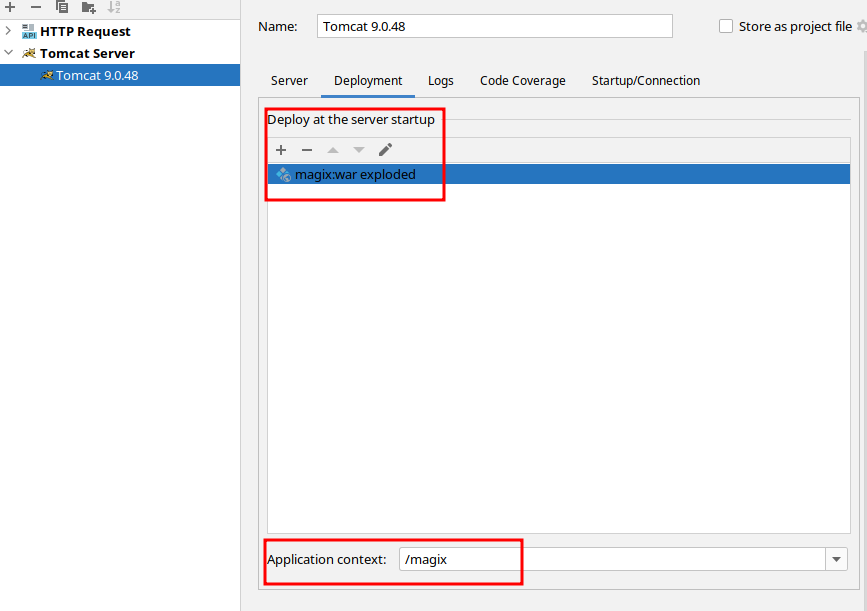 HTTP Request
Tomcat Server
Tomcat 9.0.48
Name: Tomcat 9.0.48 Store as project file
Server Deployment Logs Code Coverage Startup/Connection
Deploy at the server startup
magix:war exploded
Application context: /magix